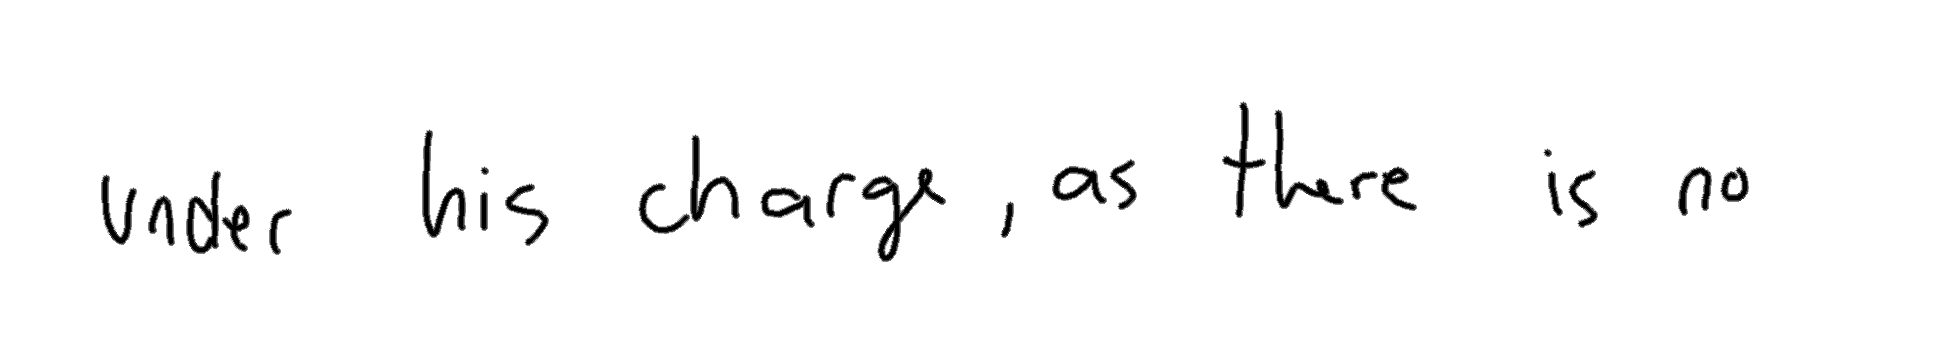 under his charge, as there is no